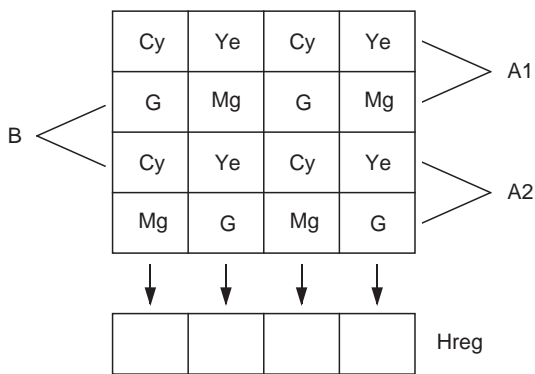 Cy Ye Cy Ye
A1
G Mg G Mg
B
Cy Ye Cy Ye
A2
Mg G Mg G
Hreg